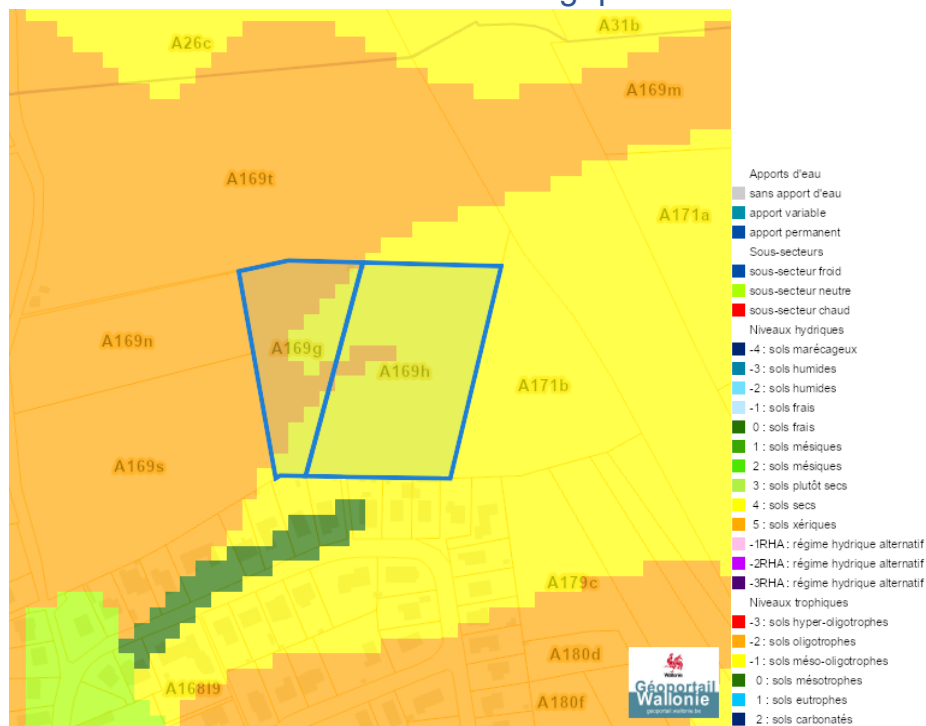 A26c
A31b
A169m
A169t
A171a
A169n
A169g
A169h
A171b
A169s
A179c
A180d
A168l9
A180f
Wallonie
Géoportail
Wallonie
geoportail.wallonie.be
Apports d'eau
sans apport d'eau
apport variable
apport permanent
Sous-secteurs
sous-secteur froid
sous-secteur neutre
sous-secteur chaud
Niveaux hydriques
-4 : sols marécageux
-3 : sols humides
-2 : sols humides
-1 : sols frais
0 : sols frais
1 : sols mésiques
2 : sols mésiques
3 : sols plutôt secs
4 : sols secs
5 : sols xériques
-1RHA : régime hydrique alternatif
-2RHA : régime hydrique alternatif
-3RHA : régime hydrique alternatif
Niveaux trophiques
-3 : sols hyper-oligotrophes
-2 : sols oligotrophes
-1 : sols méso-oligotrophes
0 : sols mésotrophes
1 : sols eutrophes
2 : sols carbonatés